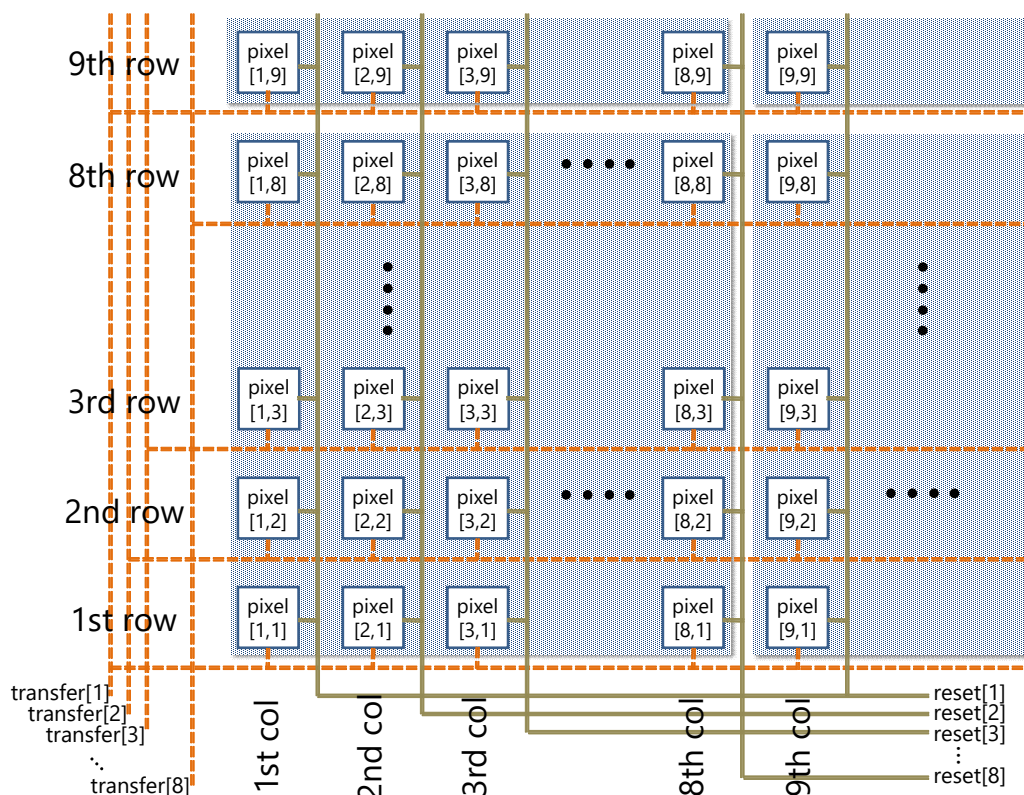 9th row
pixel
[1,9]
pixel
[2,9]
pixel
[3,9]
pixel
[8,9]
pixel
[9,9]
8th row
pixel
[1,8]
pixel
[2,8]
pixel
[3,8]
pixel
[8,8]
pixel
[9,8]
3rd row
pixel
[1,3]
pixel
[2,3]
pixel
[3,3]
pixel
[8,3]
pixel
[9,3]
2nd row
pixel
[1,2]
pixel
[2,2]
pixel
[3,2]
pixel
[8,2]
pixel
[9,2]
1st row
pixel
[1,1]
pixel
[2,1]
pixel
[3,1]
pixel
[8,1]
pixel
[9,1]
transfer[1]
transfer[2]
transfer[3]
transfer[8]
1st col
2nd col
3rd col
8th col
9th col
reset[1]
reset[2]
reset[3]
reset[8]